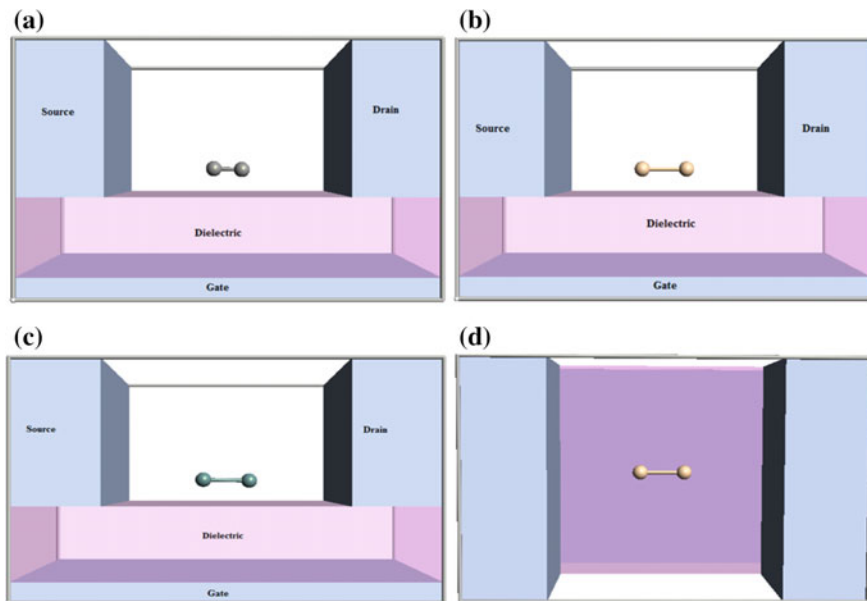 (a)
Source
Drain
Dielectric
Gate
(b)
Source
Drain
Dielectric
Gate
(c)
Source
Drain
Dielectric
Gate
(d)